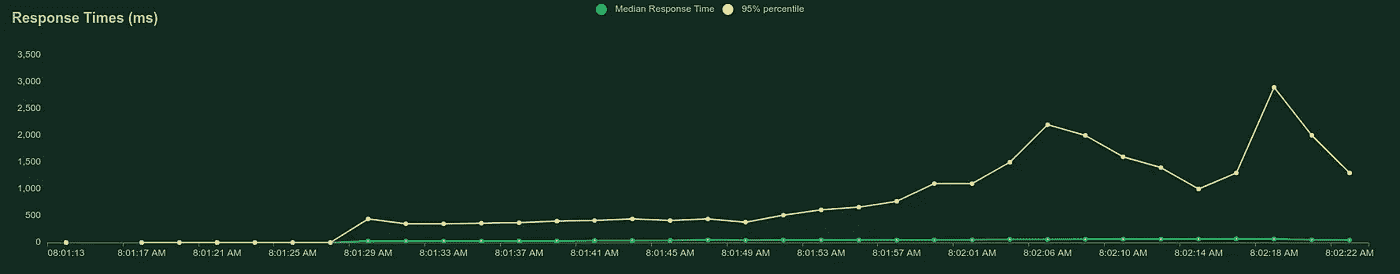 Response Times (ms)
Median Response Time 95% percentile
3,500
3,000
2,500
2,000
1,500
1,000
500
0
08:01:13 8:01:17 AM 8:01:21 AM 8:01:25 AM 8:01:29 AM 8:01:33 AM 8:01:37 AM 8:01:41 AM 8:01:45 AM 8:01:49 AM 8:01:53 AM 8:01:57 AM 8:02:01 AM 8:02:06 AM 8:02:10 AM 8:02:14 AM 8:02:18 AM 8:02:22 AM